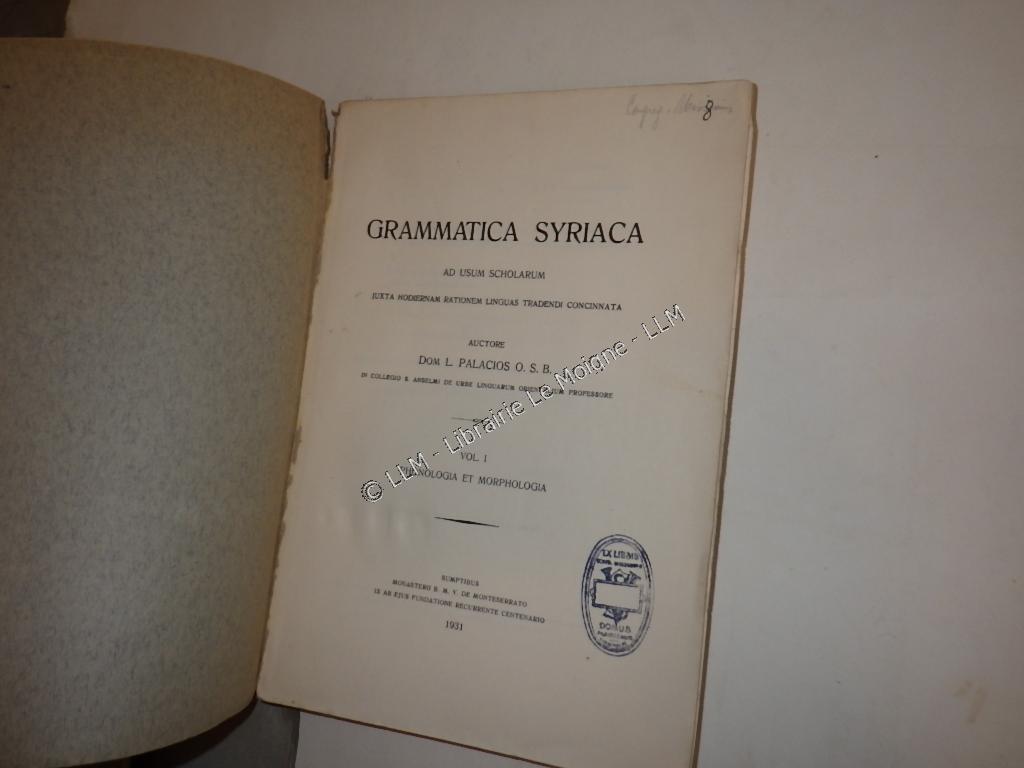 GRAMMATICA SYRIACA
AD USUM SCHOLARUM
JUXTA HODIERNAM RATIONEM LINGUAS TRADENDI CONCINNATA
AUCTORE
DOM L. PALACIOS O. S. B.
IN COLLEGIO S. ANSELMI DE URBE LINGUARUM ORIENTALIUM PROFESSORE
VOL. I
PHONOLOGIA ET MORPHOLOGIA
SUMPTIBUS
MONASTERII B. M. V. DE MONTESERRATO
IX AB EJUS FUNDATIONE RECURRENTE CENTENARIO
1931
EX LIBRIS
DOMUS
© LLM - Librairie Le Moigne - LLM